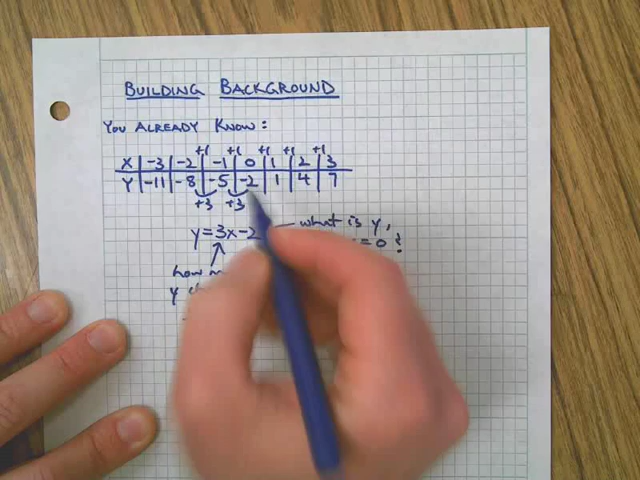 BUILDING BACKGROUND
YOU ALREADY KNOW:
+1 +1 +1 +1 +1
X -3 -2 -1 0 1 2 3
Y -11 -8 -5 -2 1 4 7
+3 +3
y=3x-2 what is y,
= 0?
how
y